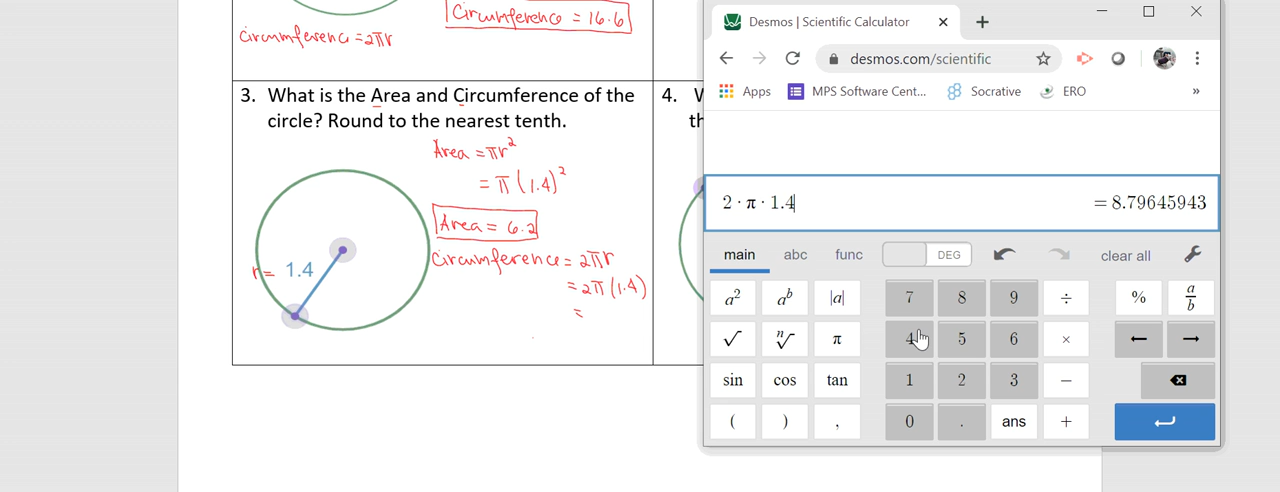 Circumference = 16.6
Circumference = 2πr
3. What is the Area and Circumference of the
circle? Round to the nearest tenth.
Area = πr²
= π(1.4)²
Area = 6.2
Circumference = 2πr
= 2π(1.4)
=
r = 1.4
4. W
th
Desmos | Scientific Calculator
desmos.com/scientific
Apps MPS Software Cent... Socrative ERO »
2 · π · 1.4 = 8.79645943
main abc func DEG clear all
a² aᵇ |a| 7 8 9 ÷ % a/b
√ ⁿ√ π 4 5 6 × ← →
sin cos tan 1 2 3 −
( ) , 0 . ans +